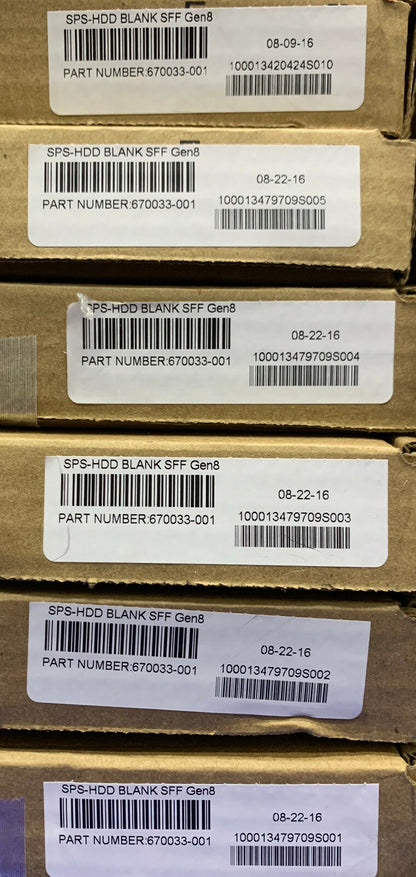 SPS-HDD BLANK SFF Gen8
08-09-16
PART NUMBER:670033-001
100013420424S010
SPS-HDD BLANK SFF Gen8
08-22-16
PART NUMBER:670033-001
100013479709S005
SPS-HDD BLANK SFF Gen8
08-22-16
PART NUMBER:670033-001
100013479709S004
SPS-HDD BLANK SFF Gen8
08-22-16
PART NUMBER:670033-001
100013479709S003
SPS-HDD BLANK SFF Gen8
08-22-16
PART NUMBER:670033-001
100013479709S002
SPS-HDD BLANK SFF Gen8
08-22-16
PART NUMBER:670033-001
100013479709S001